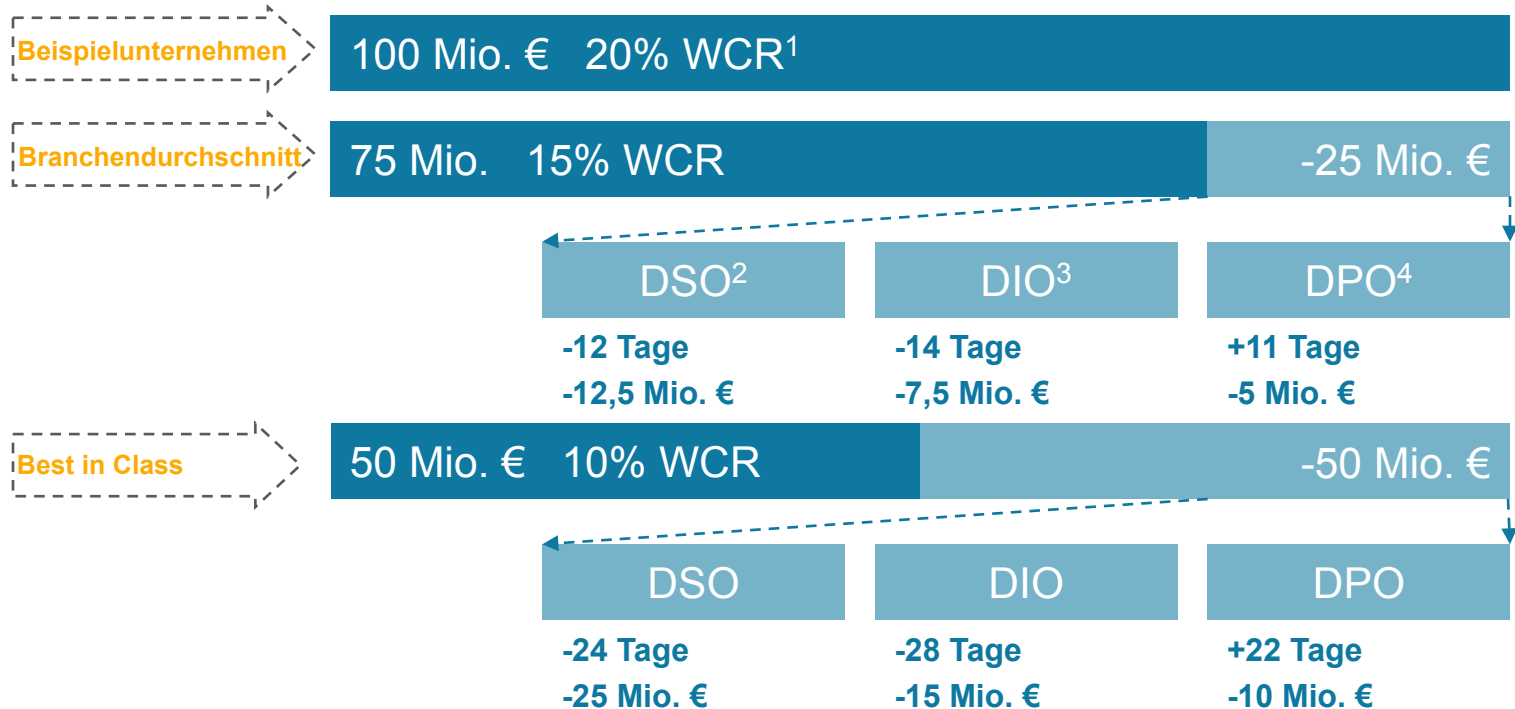 Beispielunternehmen
100 Mio. € 20% WCR¹
Branchendurchschnitt
75 Mio. 15% WCR
-25 Mio. €
DSO²
DIO³
DPO⁴
-12 Tage
-14 Tage
+11 Tage
-12,5 Mio. €
-7,5 Mio. €
-5 Mio. €
Best in Class
50 Mio. € 10% WCR
-50 Mio. €
DSO
DIO
DPO
-24 Tage
-28 Tage
+22 Tage
-25 Mio. €
-15 Mio. €
-10 Mio. €